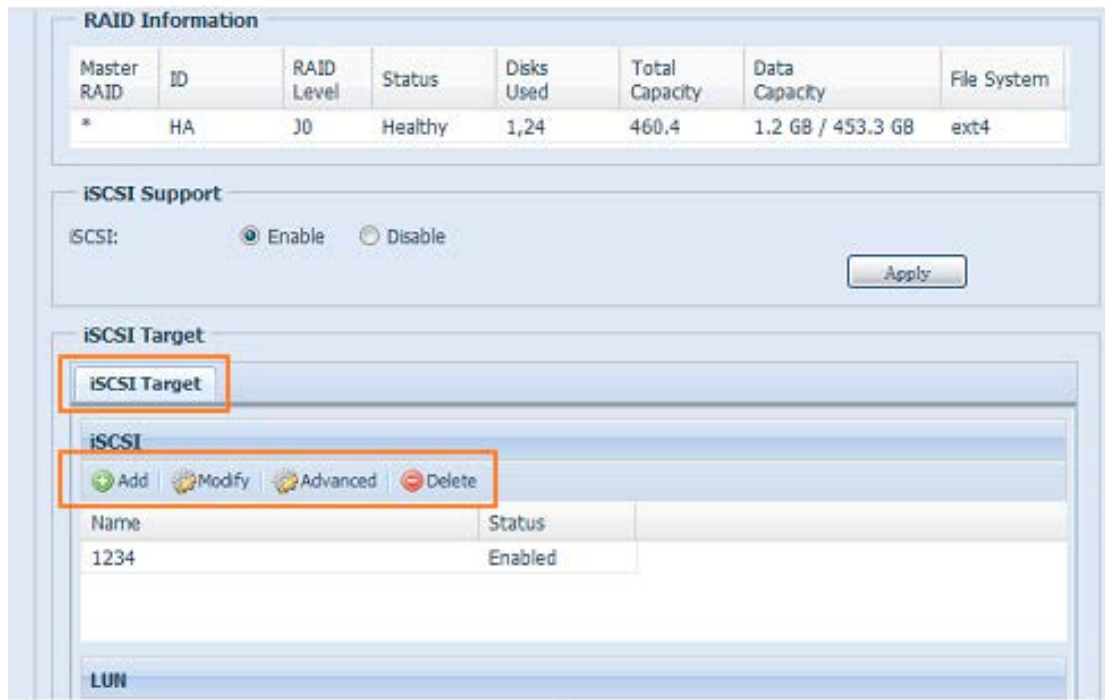 RAID Information
Master RAID ID RAID Level Status Disks Used Total Capacity Data Capacity File System
* HA J0 Healthy 1,24 460.4 1.2 GB / 453.3 GB ext4
iSCSI Support
iSCSI: Enable Disable
Apply
iSCSI Target
iSCSI Target
iSCSI
Add Modify Advanced Delete
Name Status
1234 Enabled
LUN